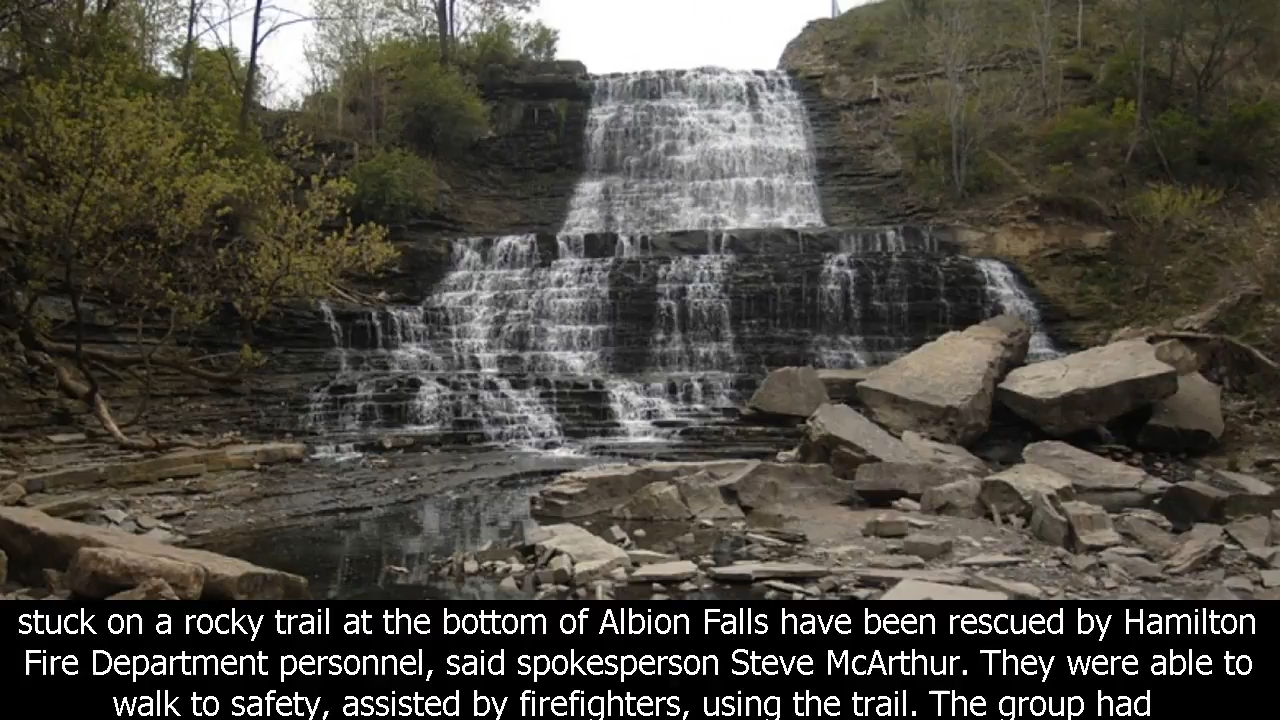 stuck on a rocky trail at the bottom of Albion Falls have been rescued by Hamilton
Fire Department personnel, said spokesperson Steve McArthur. They were able to
walk to safety, assisted by firefighters, using the trail. The group had